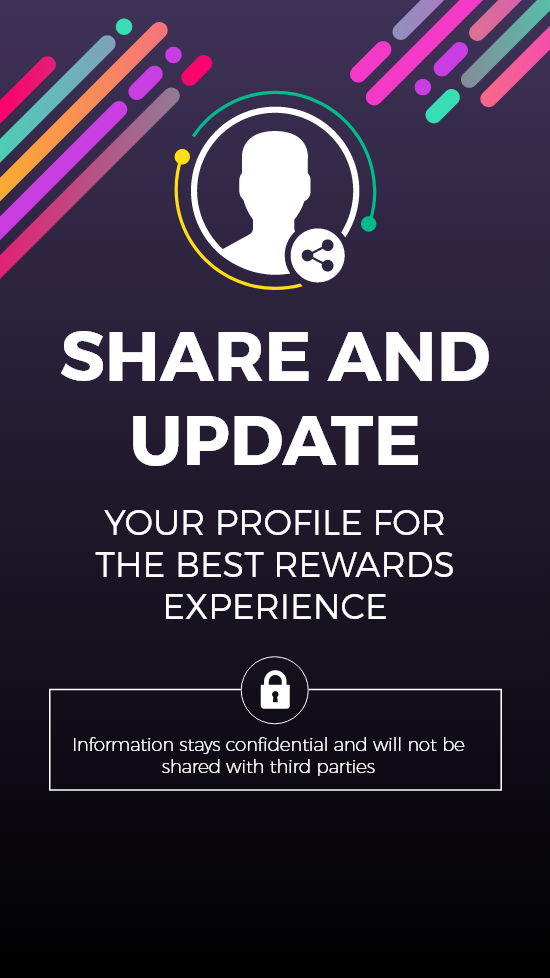 SHARE AND
UPDATE
YOUR PROFILE FOR
THE BEST REWARDS
EXPERIENCE
Information stays confidential and will not be
shared with third parties